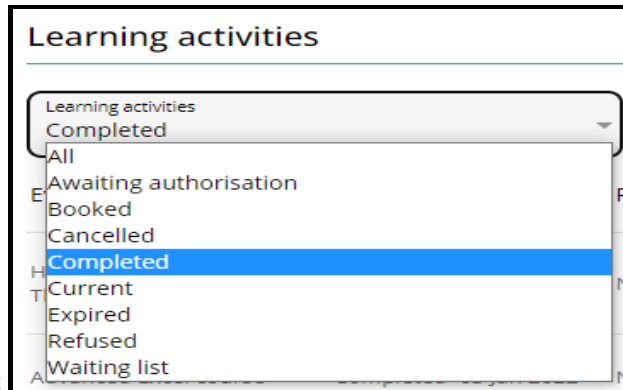 Learning activities
Learning activities
Completed
All
Awaiting authorisation
Booked
Cancelled
Completed
Current
Expired
Refused
Waiting list